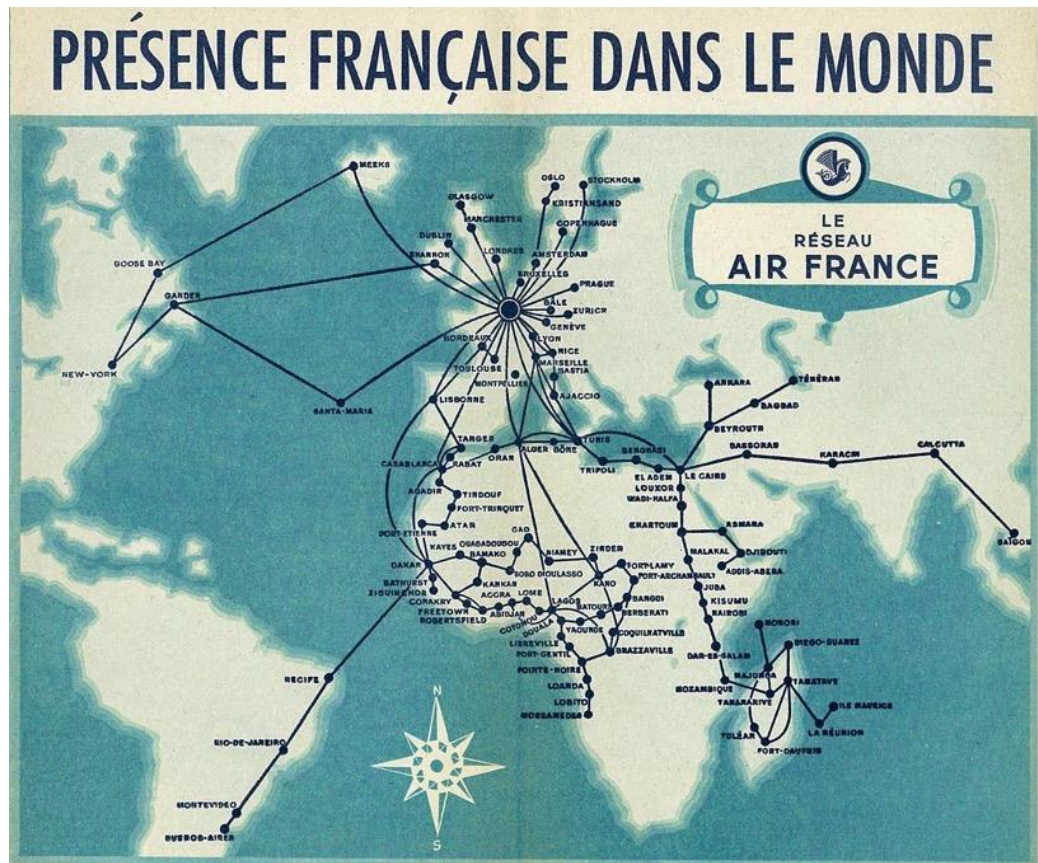 PRÉSENCE FRANÇAISE DANS LE MONDE
LE
RÉSEAU
AIR FRANCE
MEEKS
OSLO
STOCKHOLM
GLASGOW
KRISTIANSAND
MANCHESTER
COPENHAGUE
DUBLIN
SHANNON
LONDRES
AMSTERDAM
BRUXELLES
GOOSE BAY
PRAGUE
GANDER
BÂLE
ZURICH
GENÈVE
BORDEAUX
LYON
NICE
NEW-YORK
TOULOUSE
MARSEILLE
BASTIA
MONTPELLIER
ANKARA
TÉHÉRAN
AJACCIO
LISBONNE
BAGBAD
SANTA-MARIA
BEYROUTH
TANGER
ALGER
BÔNE
TUNIS
BENGHASI
BASSORAH
CALCUTTA
CASABLANCA
RABAT
ORAN
TRIPOLI
EL ADEM
LE CAIRE
KARACHI
AGADIR
TINDOUF
LOUXOR
WADI-HALFA
FORT-TRINQUET
PORT-ETIENNE
ATAR
GAO
KHARTOUM
ASMARA
SAÏGON
KAYES
OUAGADOUGOU
BAMAKO
NIAMEY
ZINDER
MALAKAL
DJIBOUTI
DAKAR
BOBO DIOULASSO
FORT-LAMY
ADDIS-ABEBA
BATHURST
KANKAN
KANO
FORT-ARCHAMBAULT
ZIGUINCHOR
ACCRA
LOME
LAGOS
BANGUI
JUBA
CONAKRY
BATOURI
KISUMU
FREETOWN
ABIDJAN
COTONOU
BERBERATI
NAIROBI
ROBERTSFIELD
DOUALA
YAOUNDE
COQUILHATVILLE
MORONI
LIBREVILLE
DIEGO-SUAREZ
PORT-GENTIL
BRAZZAVILLE
DAR-ES-SALAM
POINTE-NOIRE
MAJUNGA
RECIFE
LOANDA
MOZAMBIQUE
TAMATAVE
TANANARIVE
LOBITO
ILE MAURICE
MOSSAMEDES
LA RÉUNION
TULÉAR
RIO-DE-JANEIRO
FORT-DAUPHIN
N
MONTEVIDEO
BUENOS-AIRES
S